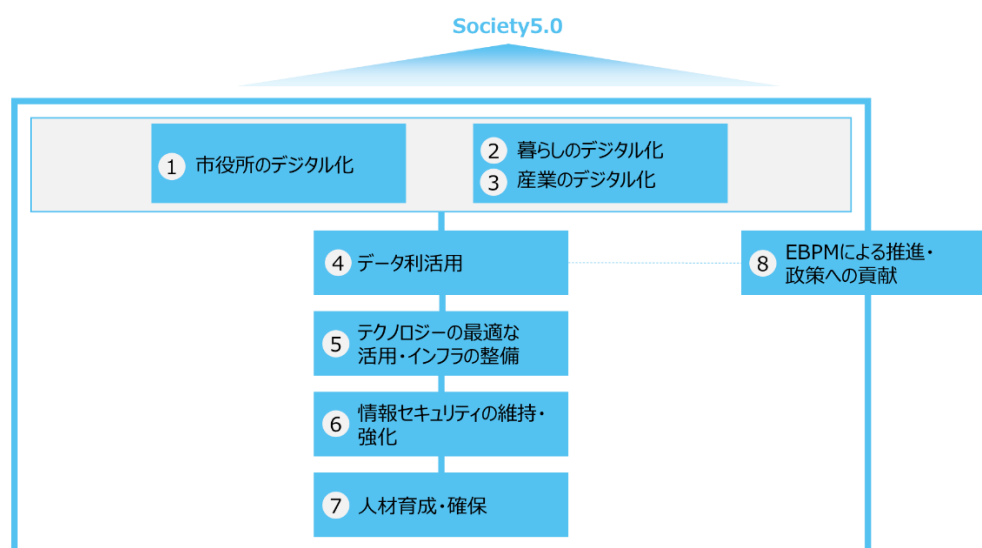 Society5.0
1 市役所のデジタル化
2 暮らしのデジタル化
3 産業のデジタル化
4 データ利活用
8 EBPMによる推進・
政策への貢献
5 テクノロジーの最適な
活用・インフラの整備
6 情報セキュリティの維持・
強化
7 人材育成・確保